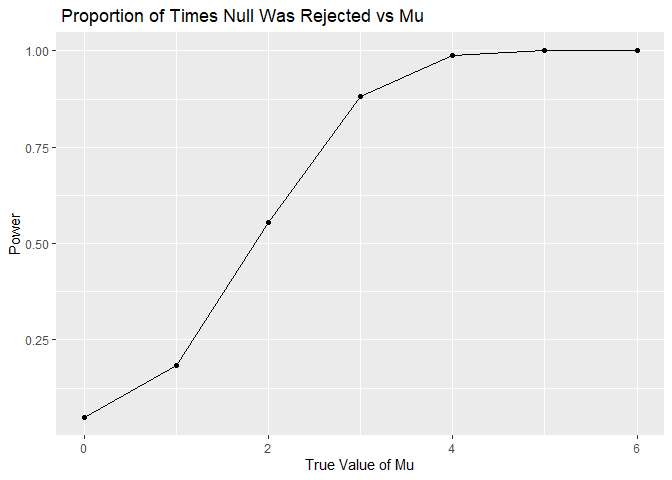 Proportion of Times Null Was Rejected vs Mu
1.00
0.75
0.50
0.25
Power
0 2 4 6
True Value of Mu